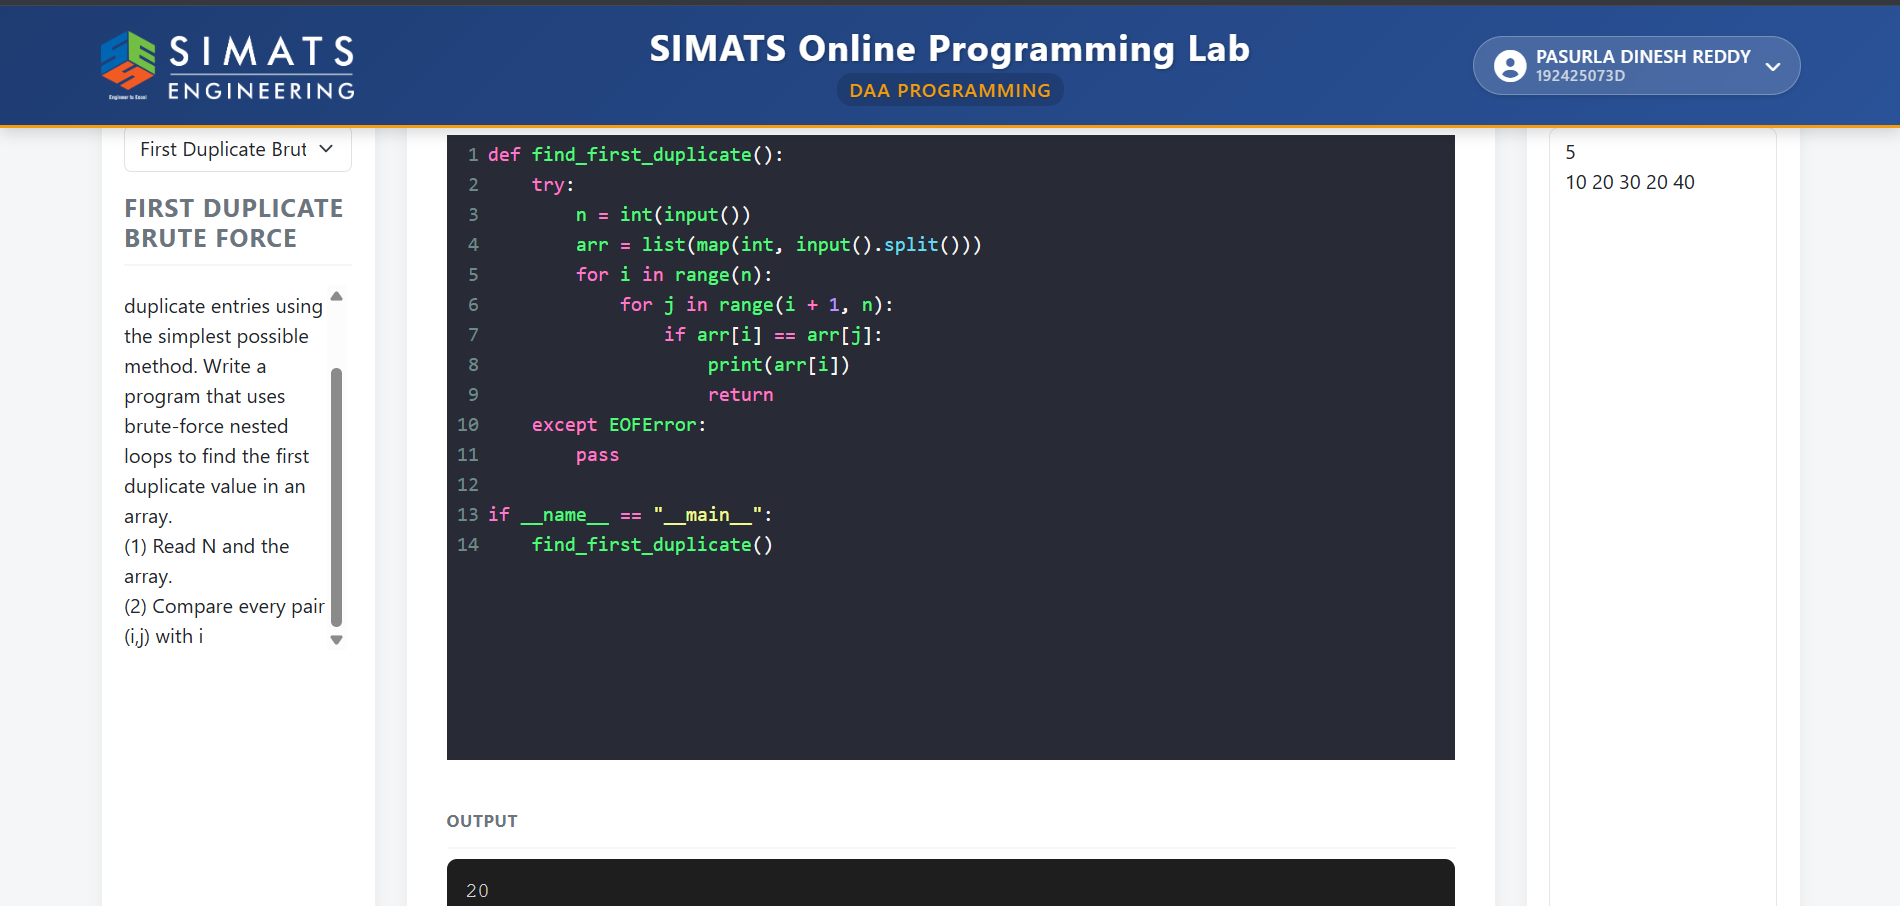 SIMATS
ENGINEERING
Engineer to Excel
SIMATS Online Programming Lab
DAA PROGRAMMING
PASURLA DINESH REDDY
192425073D
First Duplicate Brut
FIRST DUPLICATE
BRUTE FORCE
duplicate entries using
the simplest possible
method. Write a
program that uses
brute-force nested
loops to find the first
duplicate value in an
array.
(1) Read N and the
array.
(2) Compare every pair
(i,j) with i
1 def find_first_duplicate():
2     try:
3         n = int(input())
4         arr = list(map(int, input().split()))
5         for i in range(n):
6             for j in range(i + 1, n):
7                 if arr[i] == arr[j]:
8                     print(arr[i])
9                     return
10     except EOFError:
11         pass
12
13 if __name__ == "__main__":
14     find_first_duplicate()
OUTPUT
20
5
10 20 30 20 40